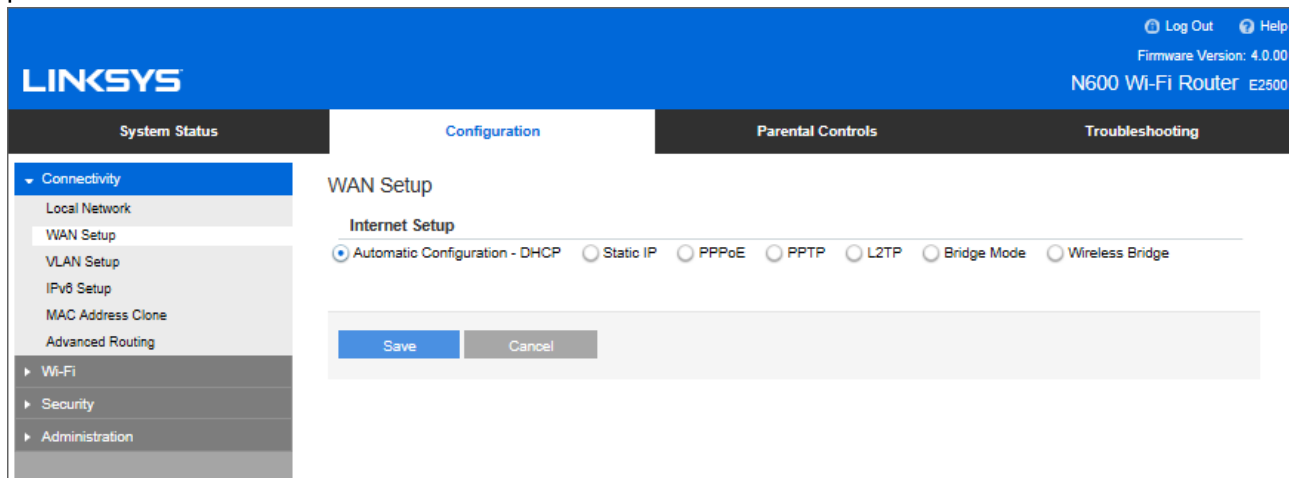 Log Out Help
Firmware Version: 4.0.00
LINKSYS
N600 Wi-Fi Router E2500
System Status Configuration Parental Controls Troubleshooting
Connectivity
Local Network
WAN Setup
VLAN Setup
IPv6 Setup
MAC Address Clone
Advanced Routing
Wi-Fi
Security
Administration
WAN Setup
Internet Setup
Automatic Configuration - DHCP Static IP PPPoE PPTP L2TP Bridge Mode Wireless Bridge
Save Cancel